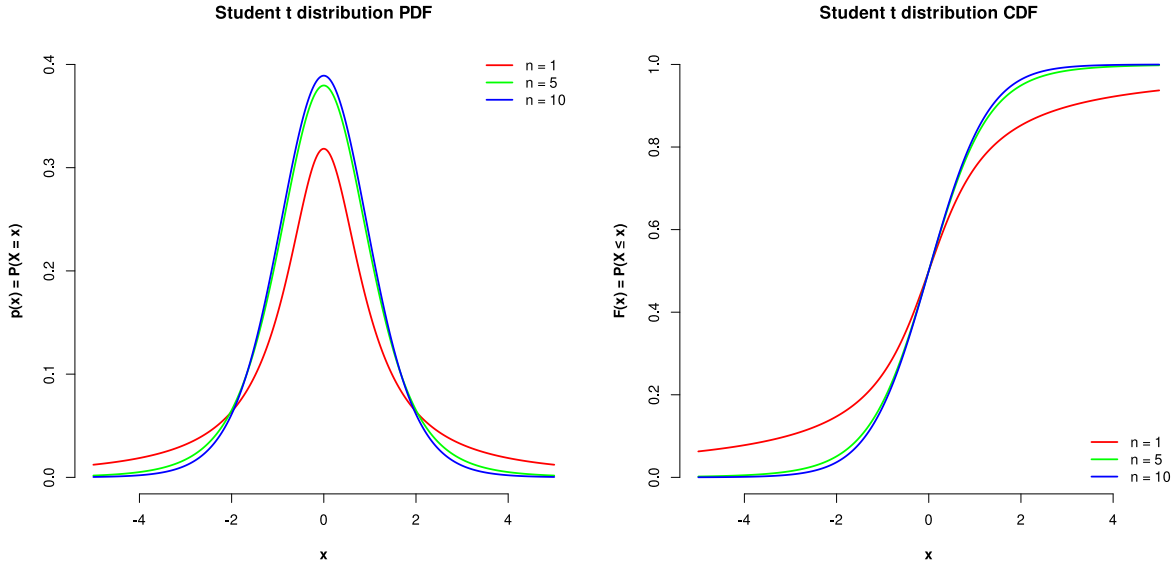 Student t distribution PDF
p(x) = P(X = x)
0.0
0.1
0.2
0.3
0.4
n = 1
n = 5
n = 10
-4
-2
0
2
4
x
Student t distribution CDF
F(x) = P(X ≤ x)
0.0
0.2
0.4
0.6
0.8
1.0
n = 1
n = 5
n = 10
-4
-2
0
2
4
x